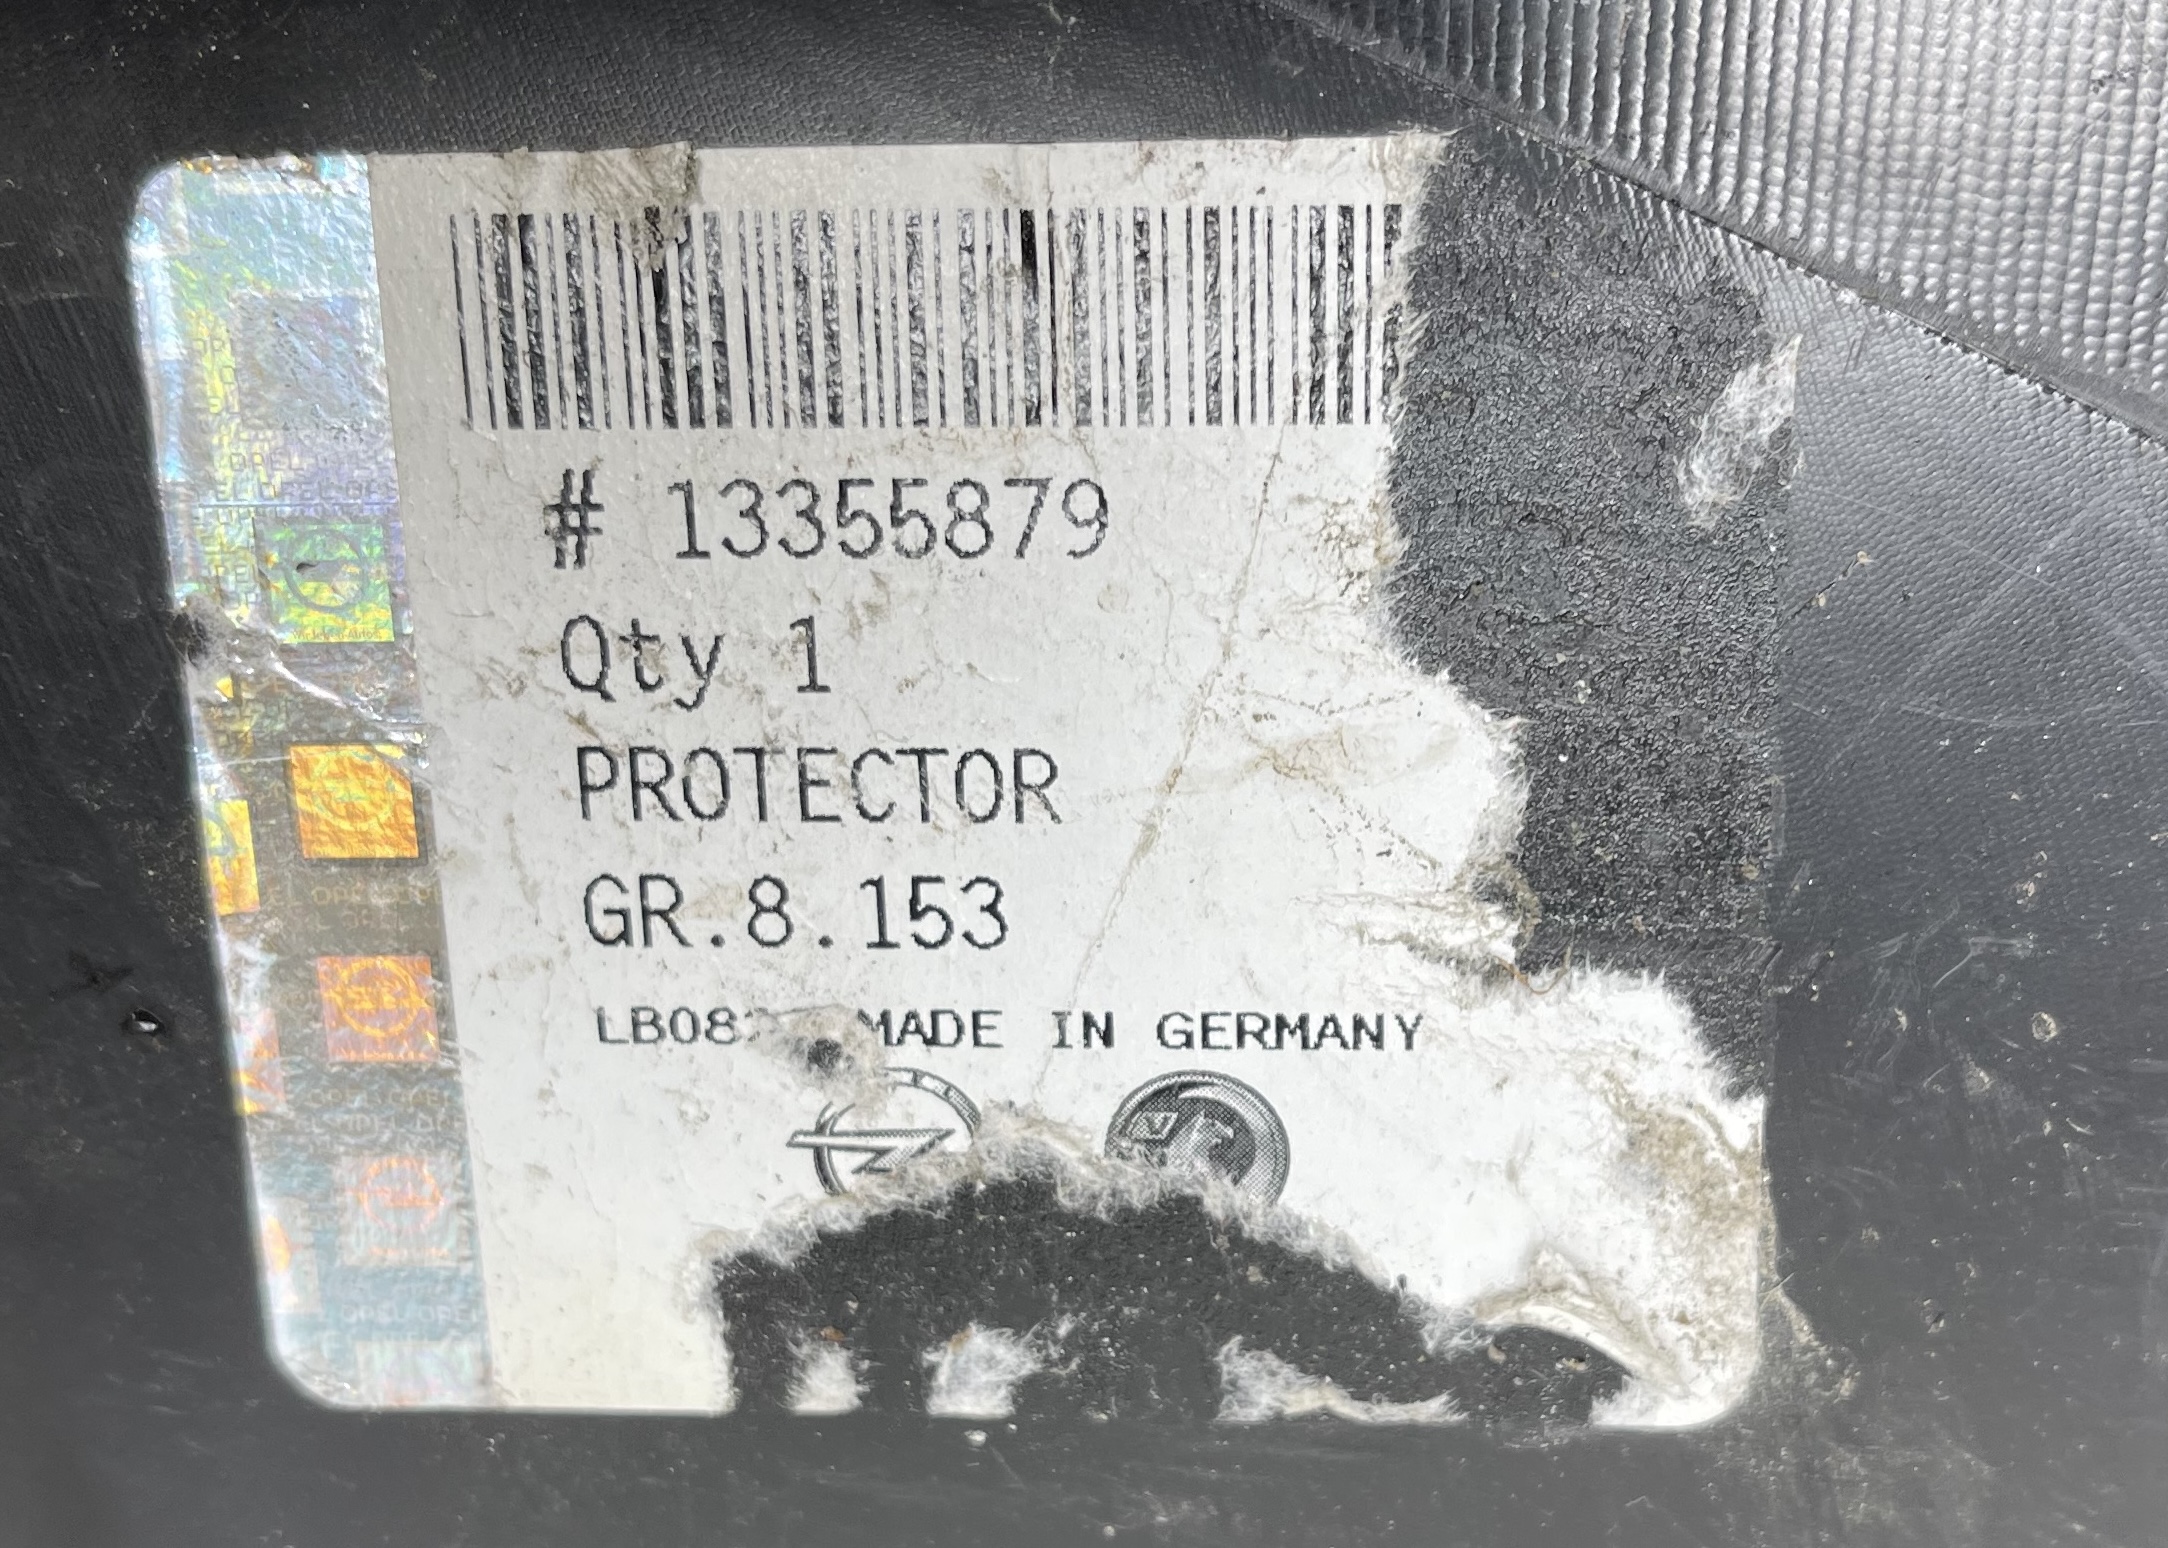 # 13355879
Qty 1
PROTECTOR
GR.8.153
MADE IN GERMANY